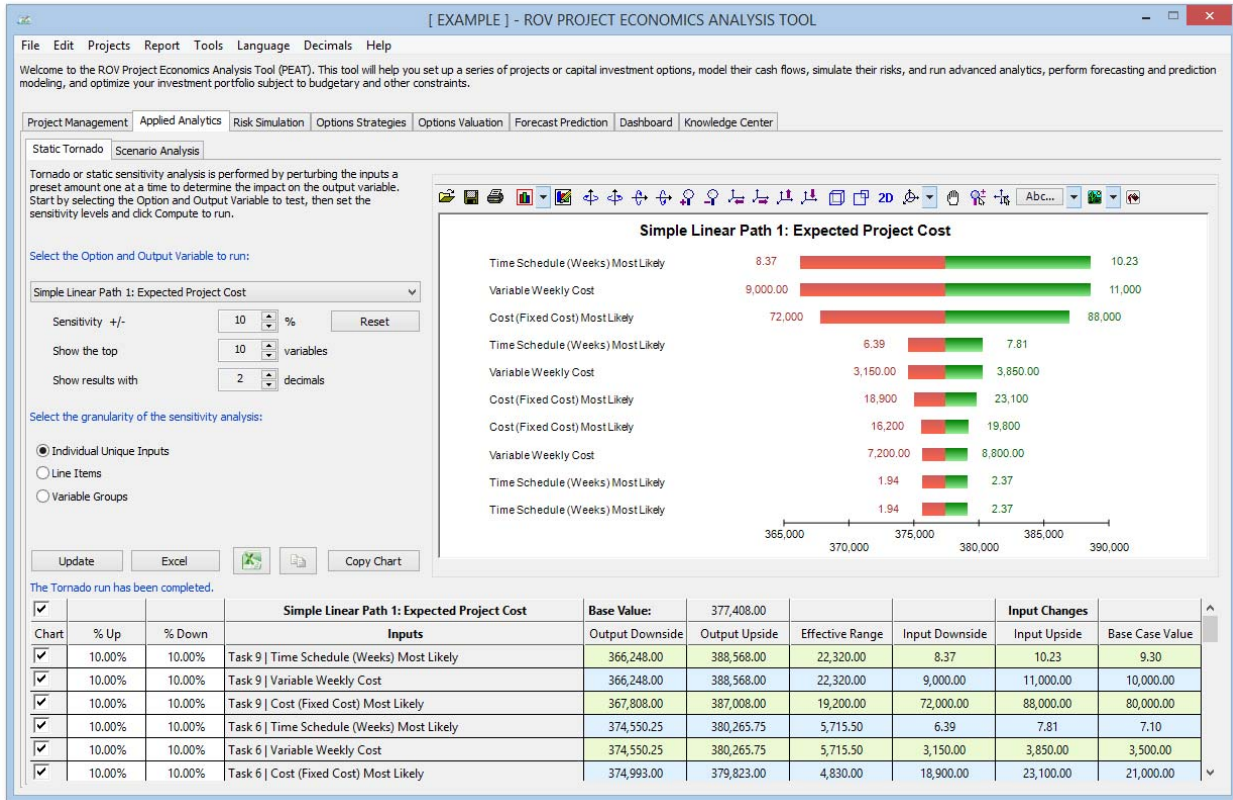 [ EXAMPLE ] - ROV PROJECT ECONOMICS ANALYSIS TOOL
File Edit Projects Report Tools Language Decimals Help
Welcome to the ROV Project Economics Analysis Tool (PEAT). This tool will help you set up a series of projects or capital investment options, model their cash flows, simulate their risks, and run advanced analytics, perform forecasting and prediction
modeling, and optimize your investment portfolio subject to budgetary and other constraints.
Project Management Applied Analytics Risk Simulation Options Strategies Options Valuation Forecast Prediction Dashboard Knowledge Center
Static Tornado Scenario Analysis
Tornado or static sensitivity analysis is performed by perturbing the inputs a
preset amount one at a time to determine the impact on the output variable.
Start by selecting the Option and Output Variable to test, then set the
sensitivity levels and click Compute to run.
Select the Option and Output Variable to run:
Simple Linear Path 1: Expected Project Cost
Sensitivity +/- 10 % Reset
Show the top 10 variables
Show results with 2 decimals
Select the granularity of the sensitivity analysis:
Individual Unique Inputs
Line Items
Variable Groups
Update Excel Copy Chart
The Tornado run has been completed.
2D Abc...
Simple Linear Path 1: Expected Project Cost
Time Schedule (Weeks) Most Likely 8.37 10.23
Variable Weekly Cost 9,000.00 11,000
Cost (Fixed Cost) Most Likely 72,000 88,000
Time Schedule (Weeks) Most Likely 6.39 7.81
Variable Weekly Cost 3,150.00 3,850.00
Cost (Fixed Cost) Most Likely 18,900 23,100
Cost (Fixed Cost) Most Likely 16,200 19,800
Variable Weekly Cost 7,200.00 8,800.00
Time Schedule (Weeks) Most Likely 1.94 2.37
Time Schedule (Weeks) Most Likely 1.94 2.37
365,000 375,000 385,000
370,000 380,000 390,000
Simple Linear Path 1: Expected Project Cost Base Value: 377,408.00 Input Changes
Chart % Up % Down Inputs Output Downside Output Upside Effective Range Input Downside Input Upside Base Case Value
10.00% 10.00% Task 9 | Time Schedule (Weeks) Most Likely 366,248.00 388,568.00 22,320.00 8.37 10.23 9.30
10.00% 10.00% Task 9 | Variable Weekly Cost 366,248.00 388,568.00 22,320.00 9,000.00 11,000.00 10,000.00
10.00% 10.00% Task 9 | Cost (Fixed Cost) Most Likely 367,808.00 387,008.00 19,200.00 72,000.00 88,000.00 80,000.00
10.00% 10.00% Task 6 | Time Schedule (Weeks) Most Likely 374,550.25 380,265.75 5,715.50 6.39 7.81 7.10
10.00% 10.00% Task 6 | Variable Weekly Cost 374,550.25 380,265.75 5,715.50 3,150.00 3,850.00 3,500.00
10.00% 10.00% Task 6 | Cost (Fixed Cost) Most Likely 374,993.00 379,823.00 4,830.00 18,900.00 23,100.00 21,000.00